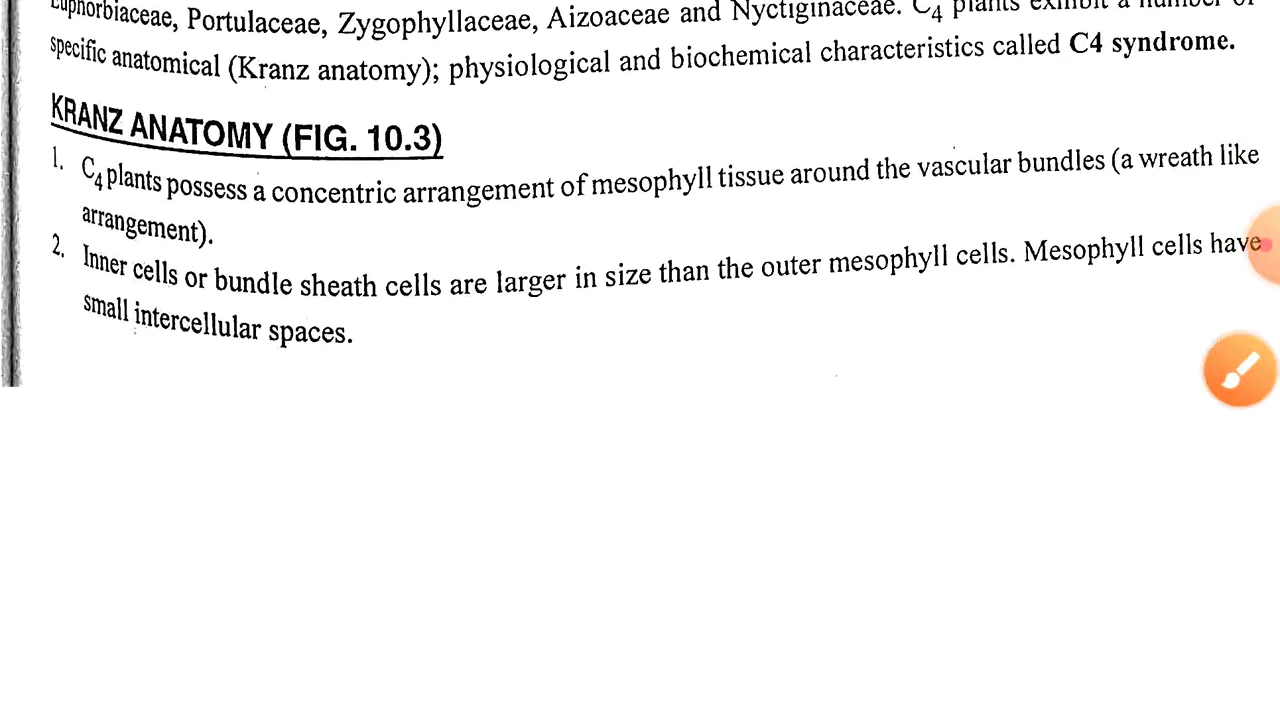 Euphorbiaceae, Portulaceae, Zygophyllaceae, Aizoaceae and Nyctiginaceae. C₄ plants exhibit a number of
specific anatomical (Kranz anatomy); physiological and biochemical characteristics called C4 syndrome.
KRANZ ANATOMY (FIG. 10.3)
1. C₄ plants possess a concentric arrangement of mesophyll tissue around the vascular bundles (a wreath like
arrangement).
2. Inner cells or bundle sheath cells are larger in size than the outer mesophyll cells. Mesophyll cells have
small intercellular spaces.